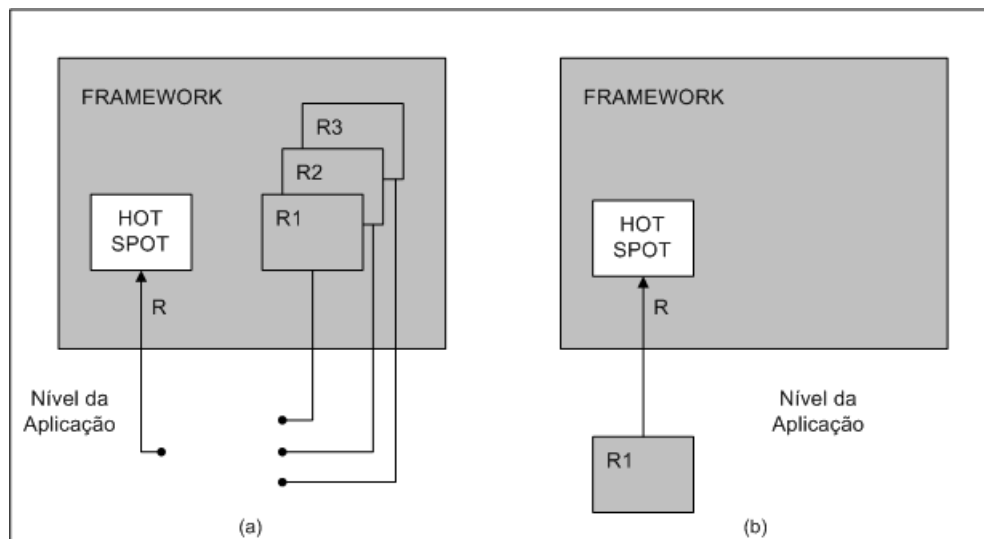 FRAMEWORK
R3
R2
R1
HOT
SPOT
R
Nível da
Aplicação
(a)
FRAMEWORK
HOT
SPOT
R
Nível da
Aplicação
R1
(b)